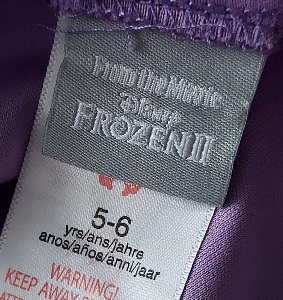 From the Movie
Disney
FROZEN II
5-6
yrs/ans/jahre
anos/años/anni/jaar
WARNING!
KEEP AWAY